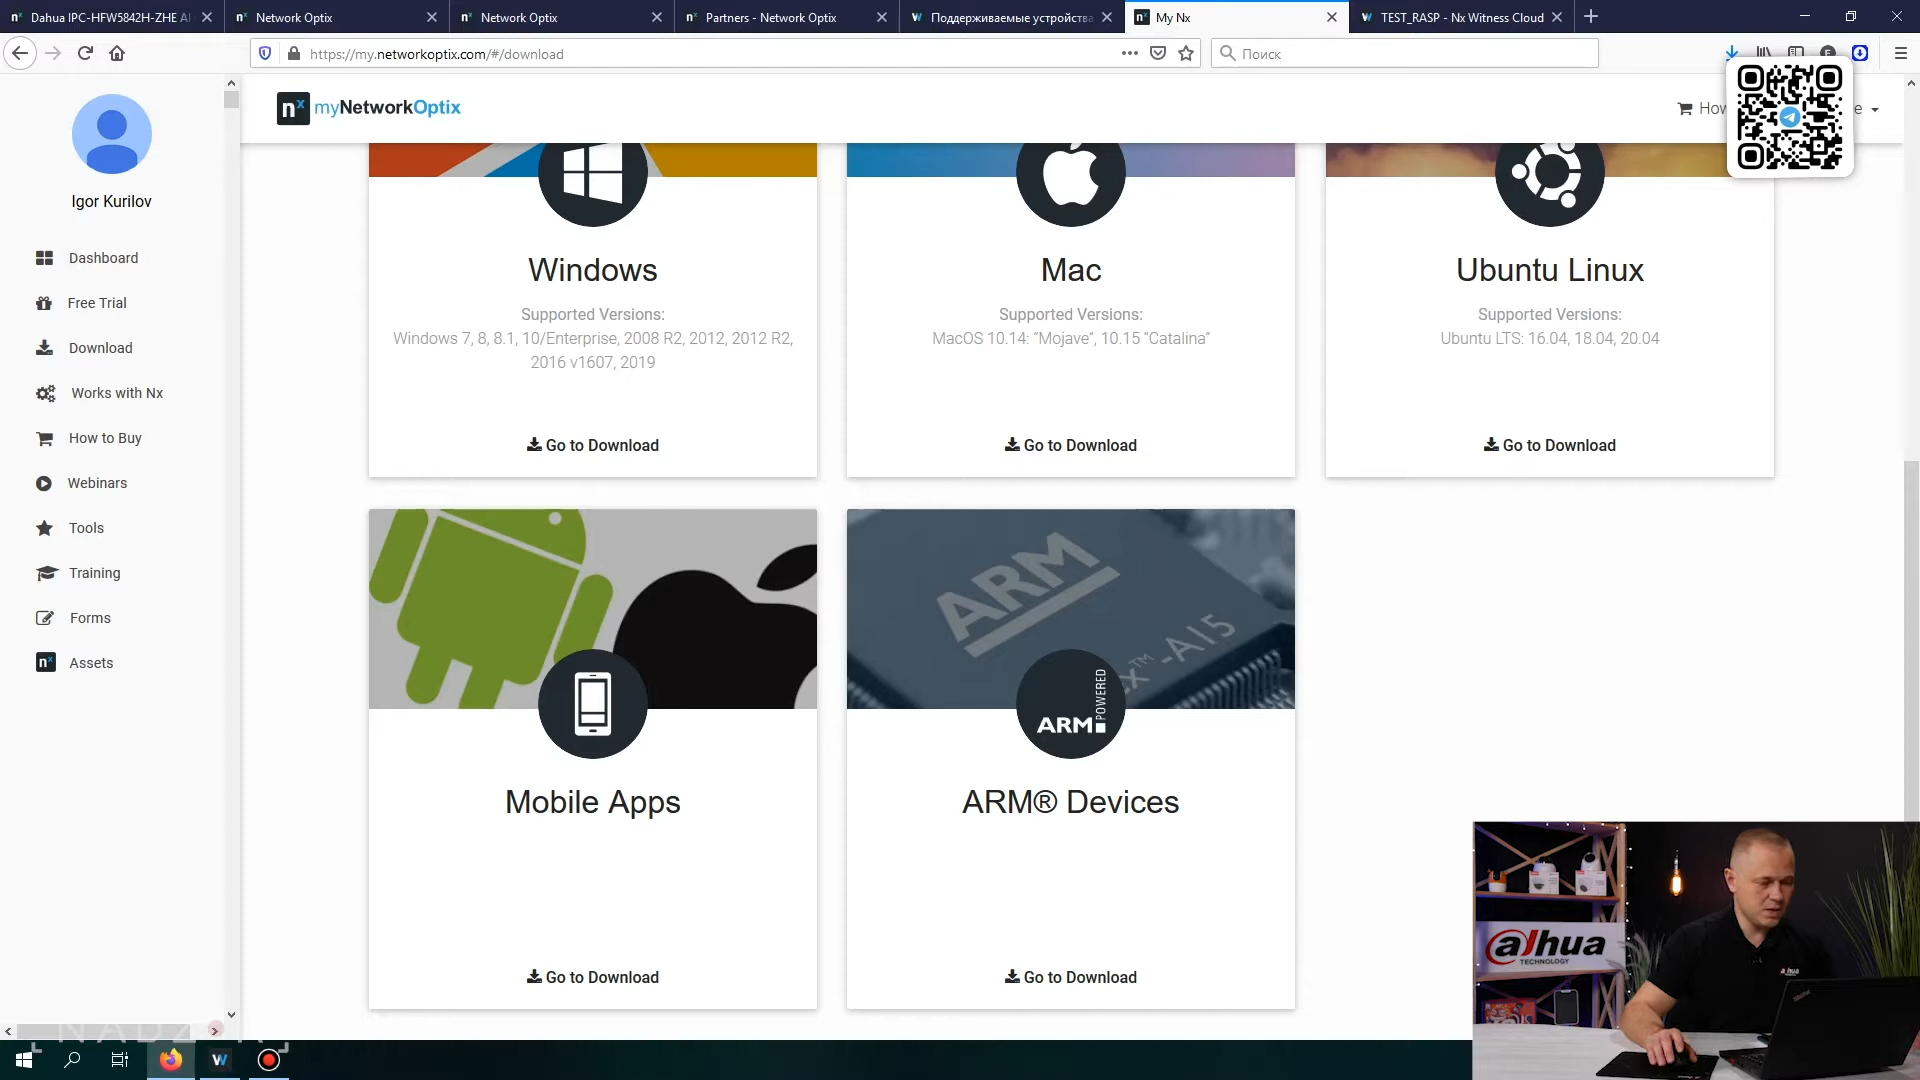 Dahua IPC-HFW5842H-ZHE AI
Network Optix
Network Optix
Partners - Network Optix
Поддерживаемые устройства
My Nx
TEST_RASP - Nx Witness Cloud
https://my.networkoptix.com/#/download
Поиск
myNetworkOptix
Igor Kurilov
Dashboard
Free Trial
Download
Works with Nx
How to Buy
Webinars
Tools
Training
Forms
Assets
Windows
Supported Versions:
Windows 7, 8, 8.1, 10/Enterprise, 2008 R2, 2012, 2012 R2,
2016 v1607, 2019
Go to Download
Mac
Supported Versions:
MacOS 10.14: “Mojave”, 10.15 “Catalina”
Go to Download
Ubuntu Linux
Supported Versions:
Ubuntu LTS: 16.04, 18.04, 20.04
Go to Download
Mobile Apps
Go to Download
ARM
ARM POWERED
ARM® Devices
Go to Download
alhua
TECHNOLOGY